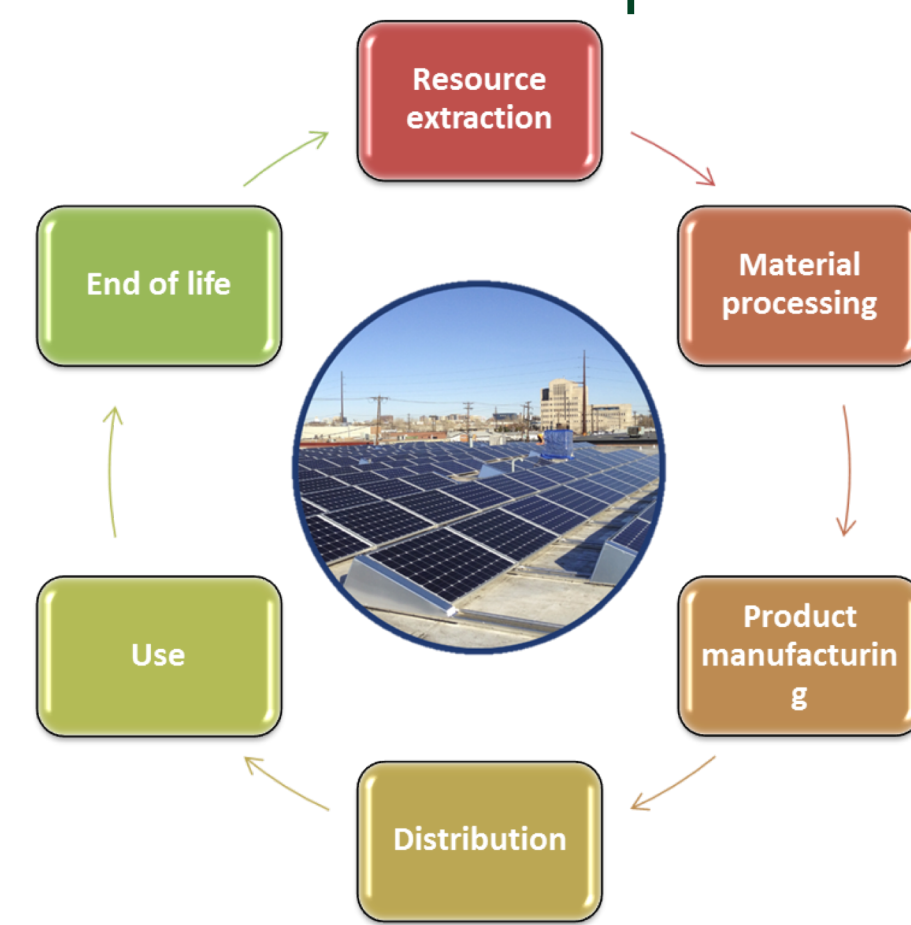 Resource
extraction
Material
processing
Product
manufacturin
g
Distribution
Use
End of life